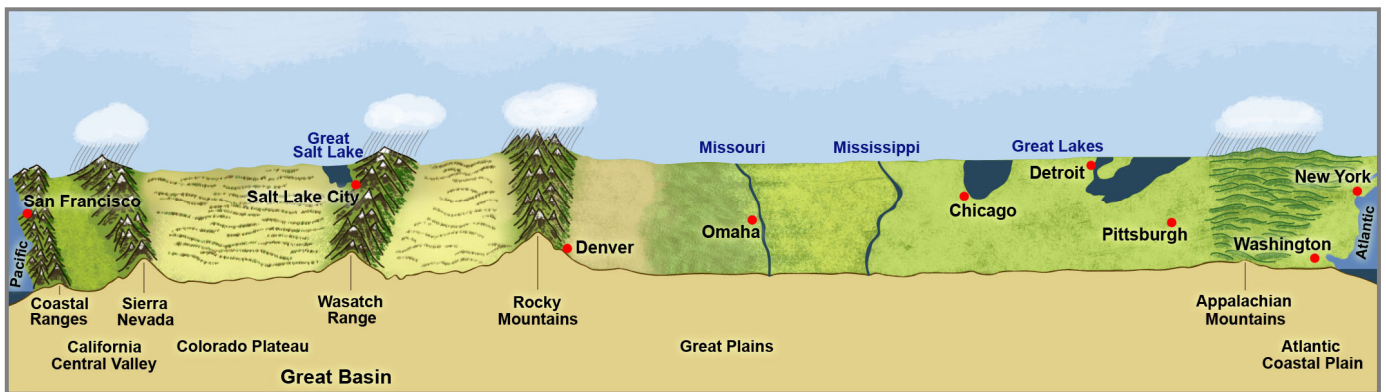 Great
Salt Lake
Missouri
Mississippi
Great Lakes
Detroit
New York
San Francisco
Salt Lake City
Chicago
Omaha
Pittsburgh
Denver
Washington
Pacific
Atlantic
Coastal
Ranges
Sierra
Nevada
Wasatch
Range
Rocky
Mountains
Appalachian
Mountains
California
Central Valley
Colorado Plateau
Great Plains
Atlantic
Coastal Plain
Great Basin